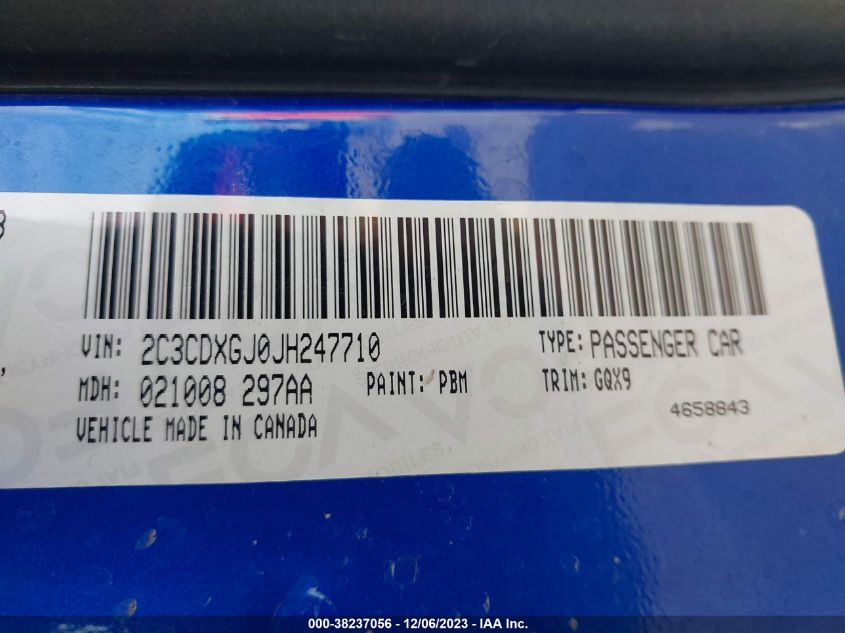 VIN: 2C3CDXGJ0JH247710 TYPE: PASSENGER CAR
MDH: 021008 297AA PAINT: PBM TRIM: GQX9
4658843
VEHICLE MADE IN CANADA
000-38237056 - 12/06/2023 - IAA Inc.